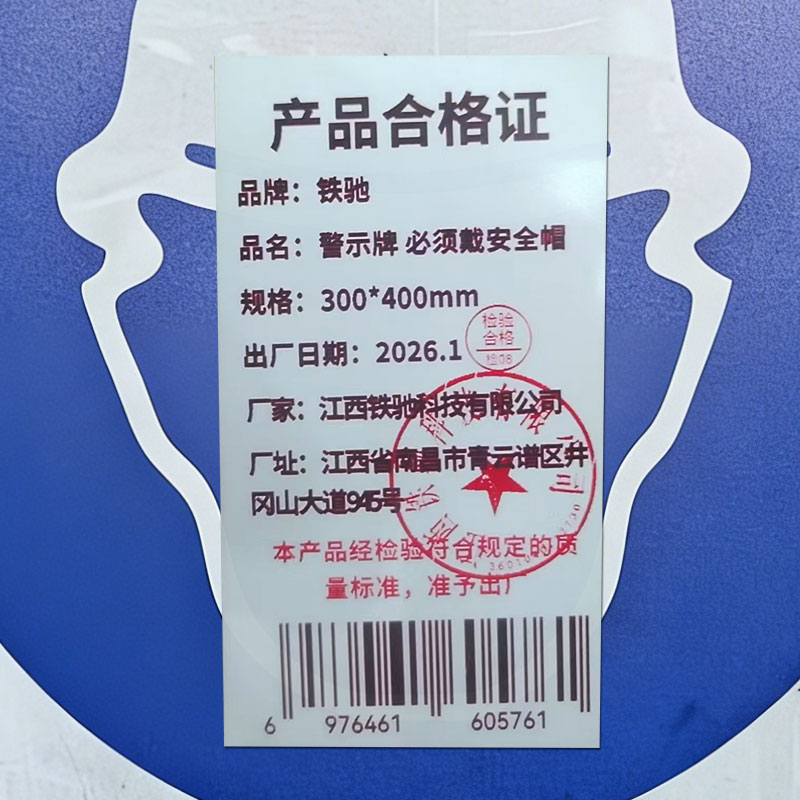 产品合格证
品牌：铁驰
品名：警示牌 必须戴安全帽
规格：300*400mm
检验
合格
检08
出厂日期：2026.1
厂家：江西铁驰科技有限公司
厂址：江西省南昌市青云谱区井
冈山大道945号
本产品经检验符合规定的质
量标准，准予出厂
6 976461 605761